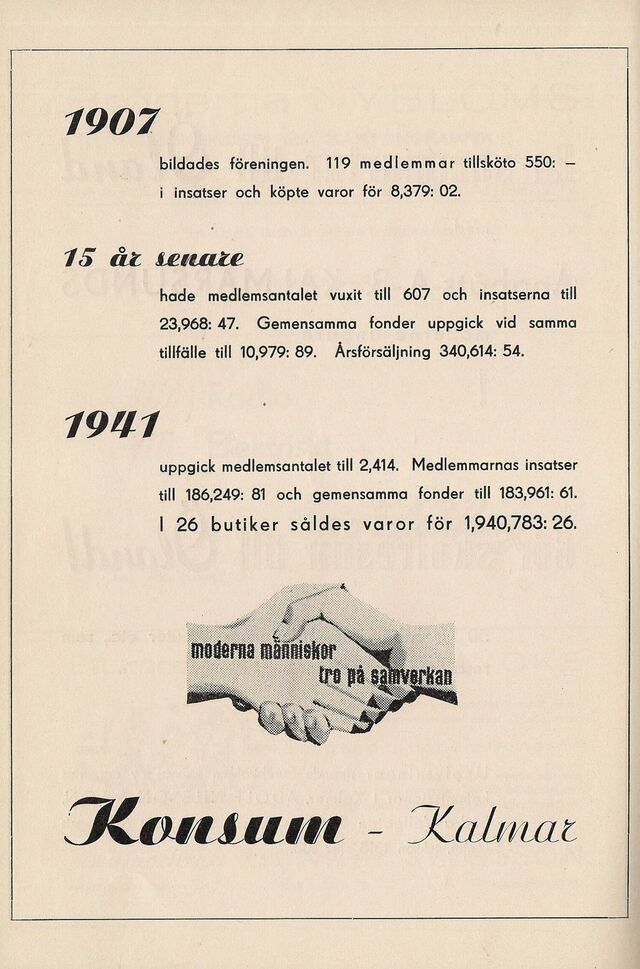 1907
bildades föreningen. 119 medlemmar tillsköto 550: –
i insatser och köpte varor för 8,379: 02.
15 år senare
hade medlemsantalet vuxit till 607 och insatserna till
23,968: 47. Gemensamma fonder uppgick vid samma
tillfälle till 10,979: 89. Årsförsäljning 340,614: 54.
1941
uppgick medlemsantalet till 2,414. Medlemmarnas insatser
till 186,249: 81 och gemensamma fonder till 183,961: 61.
I 26 butiker såldes varor för 1,940,783: 26.
moderna människor
tro på samverkan
Konsum - Kalmar